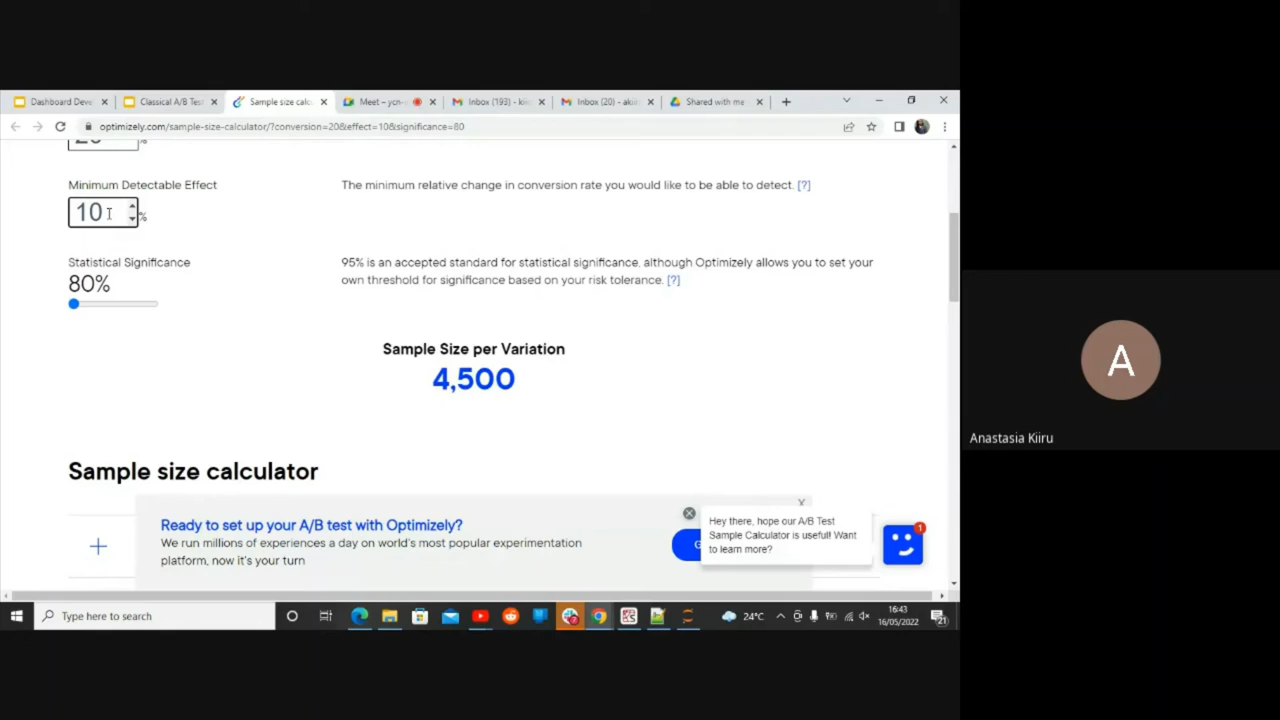 Dashboard Deve
Classical A/B Test
Sample size calc
Meet – ycn-
Inbox (193) - kii
Inbox (20) - akiir
Shared with me
optimizely.com/sample-size-calculator/?conversion=20&effect=10&significance=80
%
Minimum Detectable Effect
The minimum relative change in conversion rate you would like to be able to detect. [?]
10
%
Statistical Significance
95% is an accepted standard for statistical significance, although Optimizely allows you to set your
80%
own threshold for significance based on your risk tolerance. [?]
Sample Size per Variation
4,500
Anastasia Kiiru
A
Sample size calculator
Ready to set up your A/B test with Optimizely?
We run millions of experiences a day on world's most popular experimentation
platform, now it's your turn
X
G
Hey there, hope our A/B Test
Sample Calculator is useful! Want
to learn more?
1
Type here to search
24°C
16:43
16/05/2022
21